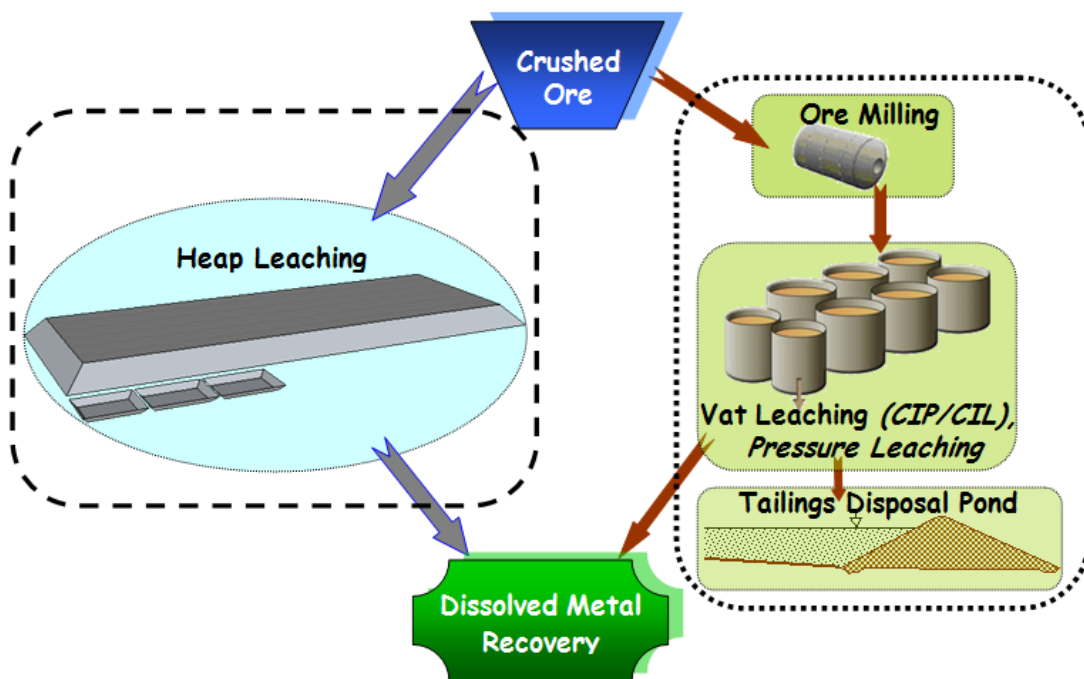 Crushed
Ore
Ore Milling
Heap Leaching
Vat Leaching (CIP/CIL),
Pressure Leaching
Tailings Disposal Pond
Dissolved Metal
Recovery